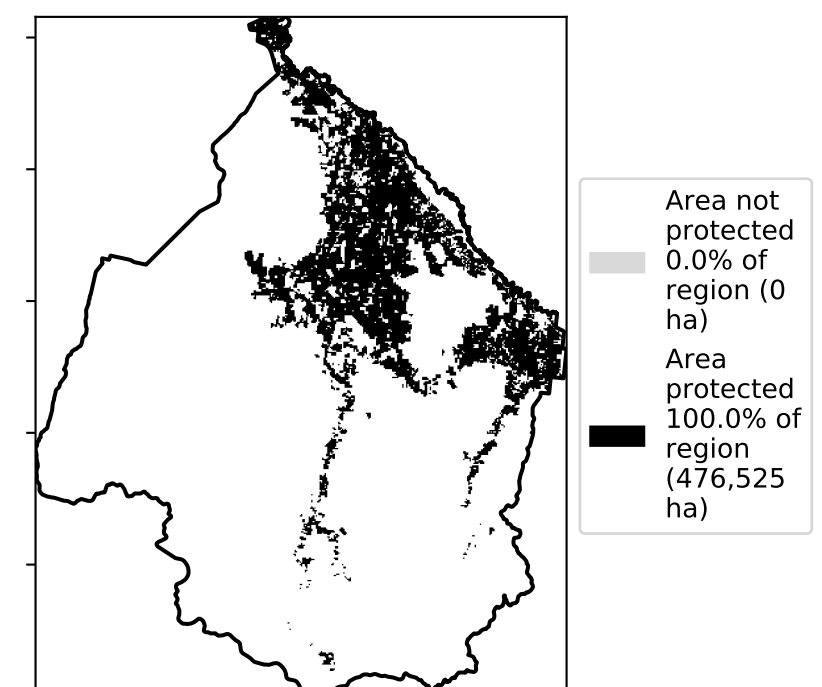 Area not
protected
0.0% of
region (0
ha)
Area
protected
100.0% of
region
(476,525
ha)